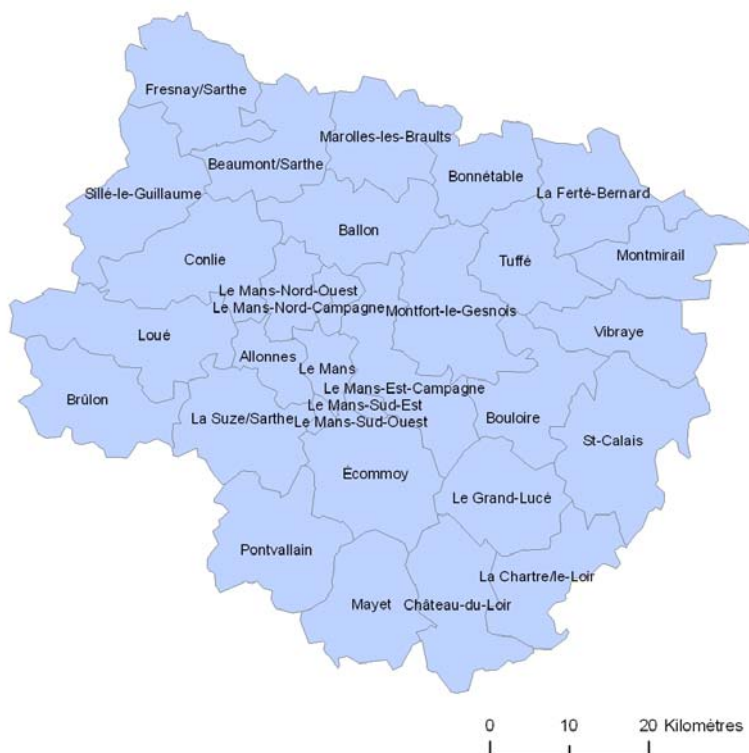 Fresnay/Sarthe
Marolles-les-Braults
Beaumont/Sarthe
Bonnétable
Sillé-le-Guillaume
La Ferté-Bernard
Ballon
Conlie
Tuffé
Montmirail
Le Mans-Nord-Ouest
Le Mans-Nord-Campagne
Montfort-le-Gesnois
Loué
Vibraye
Allonnes
Le Mans
Brûlon
Le Mans-Est-Campagne
Le Mans-Sud-Est
La Suze/Sarthe
Le Mans-Sud-Ouest
Bouloire
St-Calais
Écommoy
Le Grand-Lucé
Pontvallain
La Chartre/le-Loir
Mayet
Château-du-Loir
0 10 20 Kilomètres